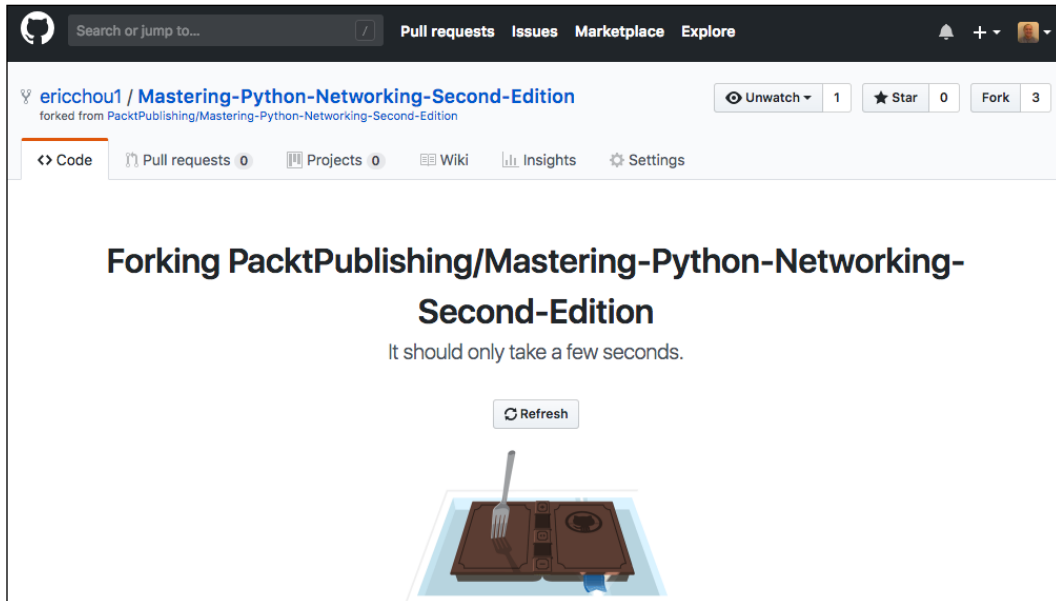 Search or jump to... / Pull requests Issues Marketplace Explore
ericchou1 / Mastering-Python-Networking-Second-Edition Unwatch 1 Star 0 Fork 3
forked from PacktPublishing/Mastering-Python-Networking-Second-Edition
<> Code Pull requests 0 Projects 0 Wiki Insights Settings
Forking PacktPublishing/Mastering-Python-Networking-
Second-Edition
It should only take a few seconds.
Refresh